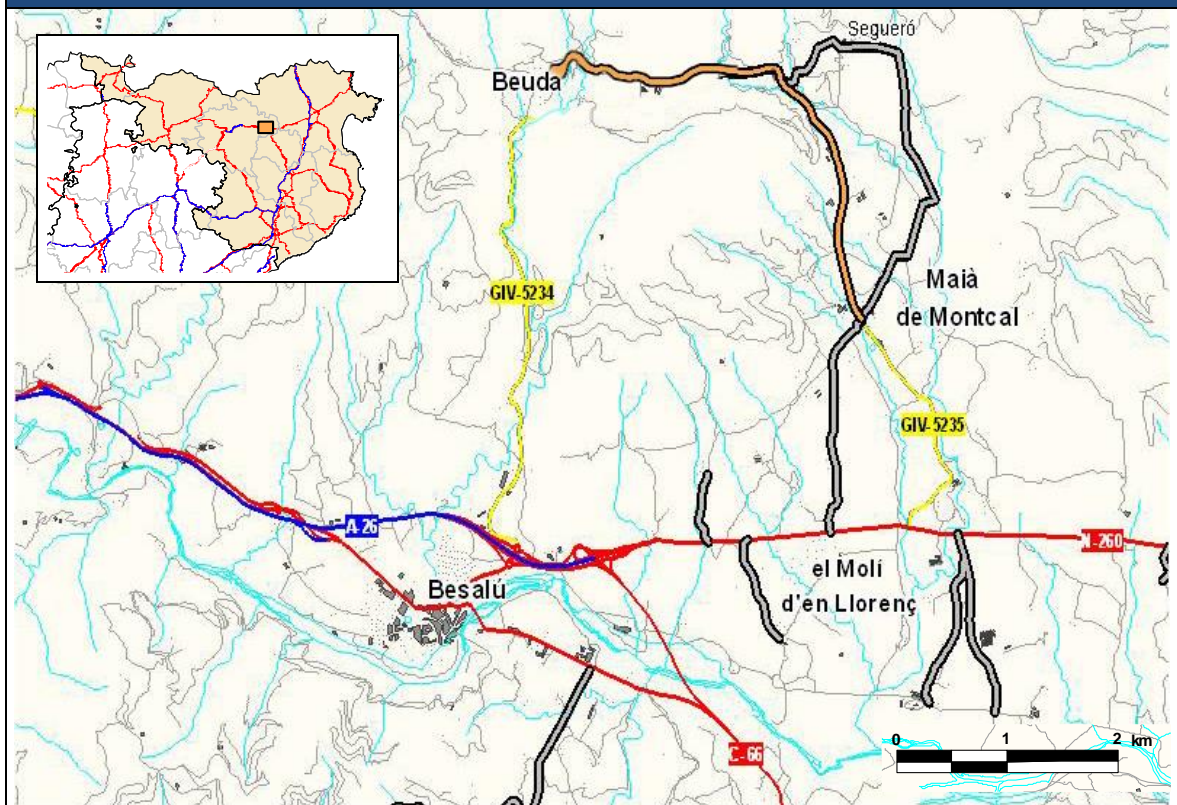 Segueró
Beuda
GIV-5234
Maià
de Montcal
GIV-5235
A-26
N-260
el Molí
d'en Llorenç
Besalú
C-66
0 1 2 km